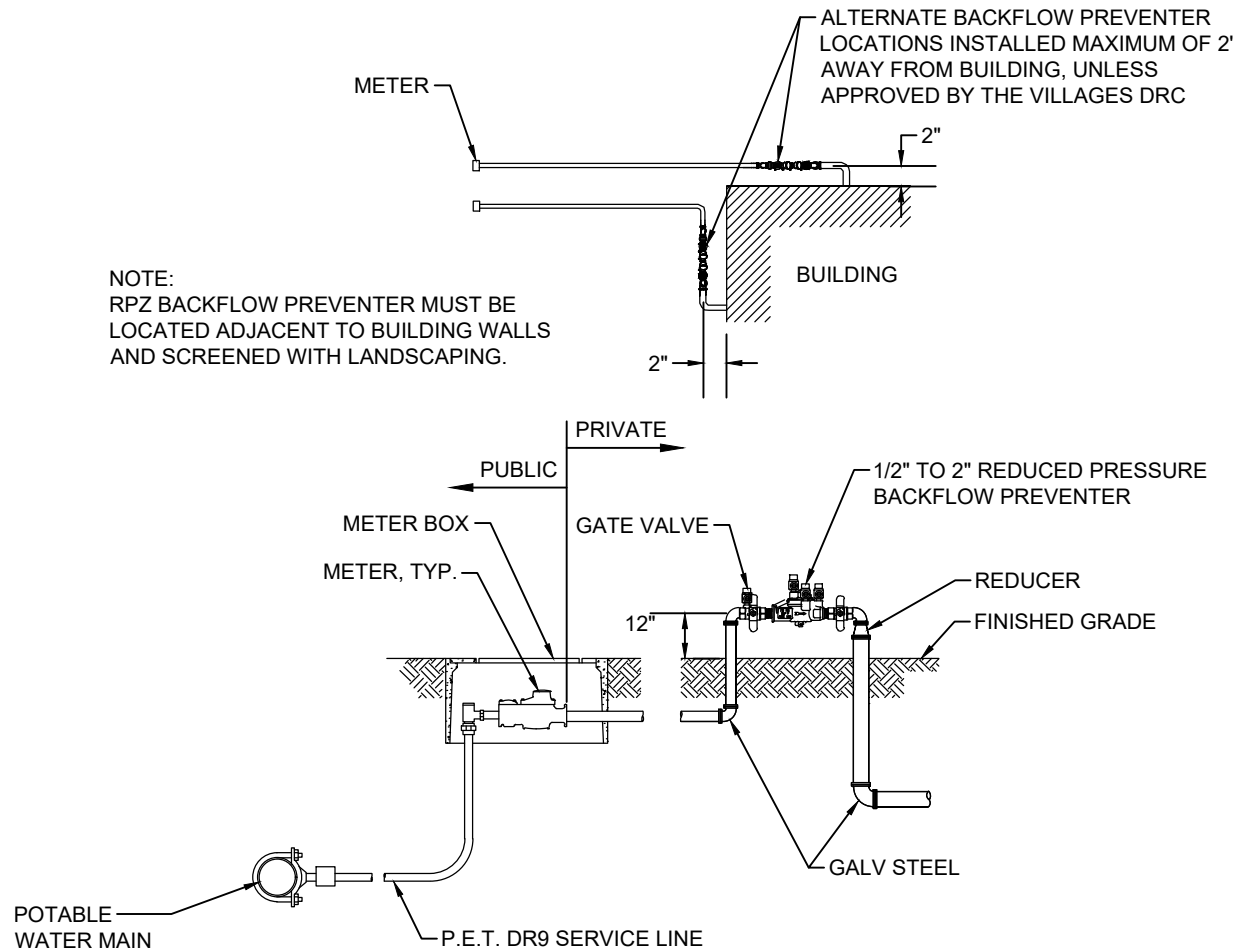 ALTERNATE BACKFLOW PREVENTER
LOCATIONS INSTALLED MAXIMUM OF 2'
AWAY FROM BUILDING, UNLESS
APPROVED BY THE VILLAGES DRC
METER
2"
BUILDING
NOTE:
RPZ BACKFLOW PREVENTER MUST BE
LOCATED ADJACENT TO BUILDING WALLS
AND SCREENED WITH LANDSCAPING.
2"
PRIVATE
PUBLIC
1/2" TO 2" REDUCED PRESSURE
BACKFLOW PREVENTER
METER BOX
GATE VALVE
METER, TYP.
REDUCER
12"
FINISHED GRADE
GALV STEEL
POTABLE
WATER MAIN
P.E.T. DR9 SERVICE LINE